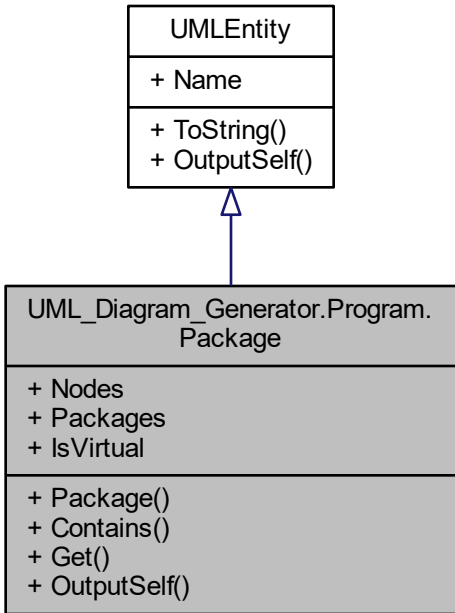 UMLEntity
+ Name
+ ToString()
+ OutputSelf()
UML_Diagram_Generator.Program.
Package
+ Nodes
+ Packages
+ IsVirtual
+ Package()
+ Contains()
+ Get()
+ OutputSelf()